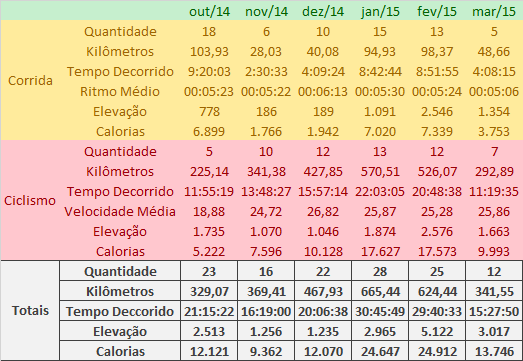 out/14 nov/14 dez/14 jan/15 fev/15 mar/15
Quantidade 18 6 10 15 13 5
Kilômetros 103,93 28,03 40,08 94,93 98,37 48,66
Corrida Tempo Decorrido 9:20:03 2:30:33 4:09:24 8:42:44 8:51:55 4:08:15
Ritmo Médio 00:05:23 00:05:22 00:06:13 00:05:30 00:05:24 00:05:06
Elevação 778 186 189 1.091 2.546 1.354
Calorias 6.899 1.766 1.942 7.020 7.339 3.753
Quantidade 5 10 12 13 12 7
Kilômetros 225,14 341,38 427,85 570,51 526,07 292,89
Ciclismo Tempo Decorrido 11:55:19 13:48:27 15:57:14 22:03:05 20:48:38 11:19:35
Velocidade Média 18,88 24,72 26,82 25,87 25,28 25,86
Elevação 1.735 1.070 1.046 1.874 2.576 1.663
Calorias 5.222 7.596 10.128 17.627 17.573 9.993
Quantidade 23 16 22 28 25 12
Kilômetros 329,07 369,41 467,93 665,44 624,44 341,55
Totais Tempo Deccorrido 21:15:22 16:19:00 20:06:38 30:45:49 29:40:33 15:27:50
Elevação 2.513 1.256 1.235 2.965 5.122 3.017
Calorias 12.121 9.362 12.070 24.647 24.912 13.746